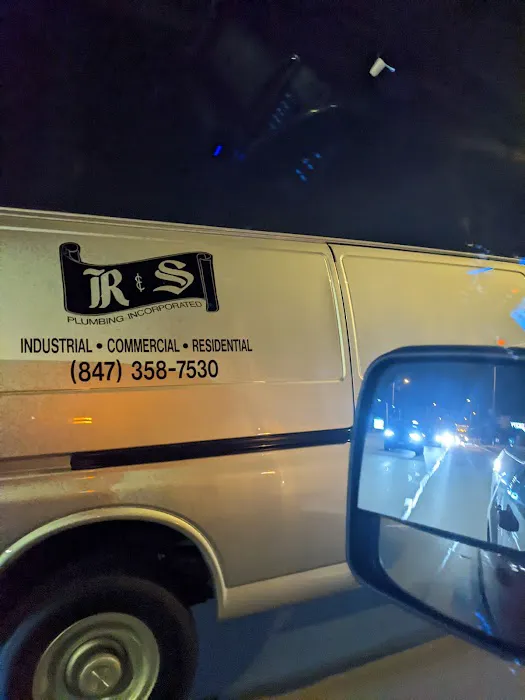 R & S
PLUMBING INCORPORATED
INDUSTRIAL • COMMERCIAL • RESIDENTIAL
(847) 358-7530